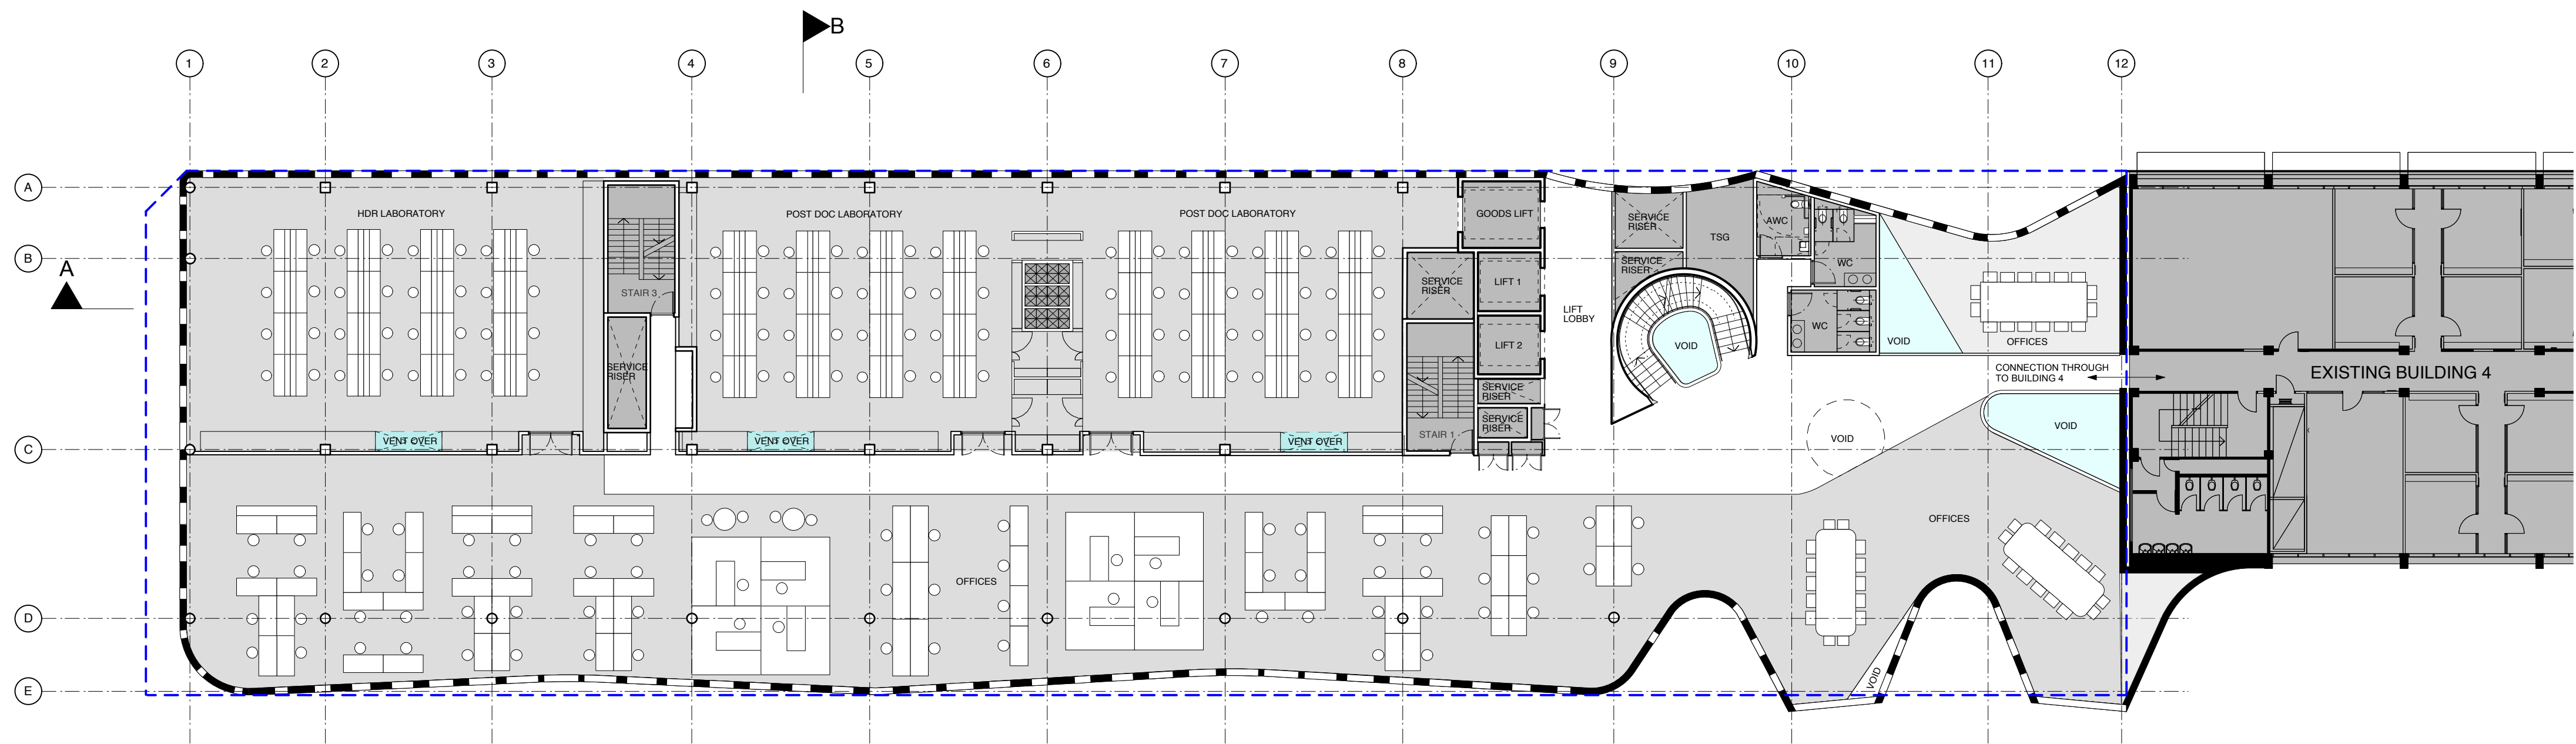 B
1
2
3
4
5
6
7
8
9
10
11
12
A
B
C
D
E
A
HDR LABORATORY
POST DOC LABORATORY
POST DOC LABORATORY
GOODS LIFT
SERVICE
RISER
TSG
AWC
STAIR 3
SERVICE
RISER
LIFT 1
SERVICE
RISER
WC
LIFT
LOBBY
SERVICE
RISER
LIFT 2
VOID
WC
VOID
OFFICES
CONNECTION THROUGH
TO BUILDING 4
EXISTING BUILDING 4
SERVICE
RISER
SERVICE
RISER
STAIR 1
VENT OVER
VENT OVER
VENT OVER
VOID
VOID
OFFICES
OFFICES
VOID